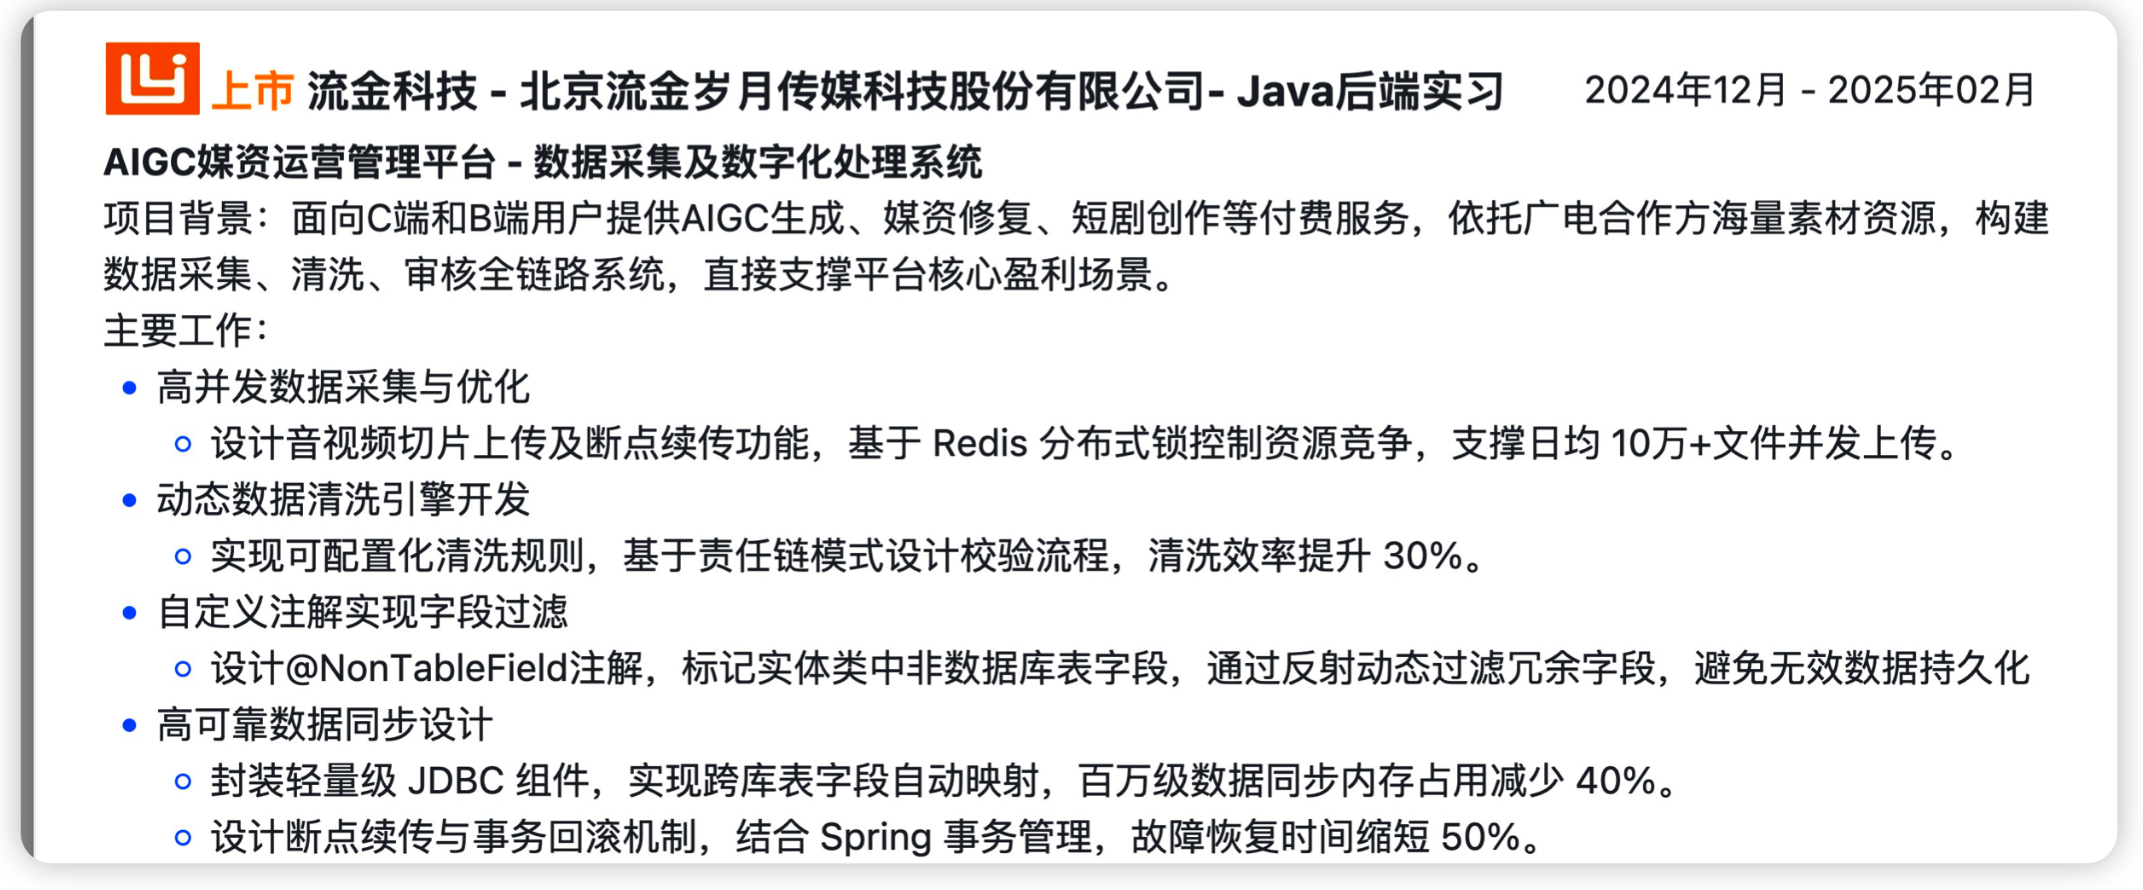 上市 流金科技 - 北京流金岁月传媒科技股份有限公司- Java后端实习 2024年12月 - 2025年02月
AIGC媒资运营管理平台 - 数据采集及数字化处理系统
项目背景：面向C端和B端用户提供AIGC生成、媒资修复、短剧创作等付费服务，依托广电合作方海量素材资源，构建
数据采集、清洗、审核全链路系统，直接支撑平台核心盈利场景。
主要工作：
高并发数据采集与优化
设计音视频切片上传及断点续传功能，基于 Redis 分布式锁控制资源竞争，支撑日均 10万+文件并发上传。
动态数据清洗引擎开发
实现可配置化清洗规则，基于责任链模式设计校验流程，清洗效率提升 30%。
自定义注解实现字段过滤
设计@NonTableField注解，标记实体类中非数据库表字段，通过反射动态过滤冗余字段，避免无效数据持久化
高可靠数据同步设计
封装轻量级 JDBC 组件，实现跨库表字段自动映射，百万级数据同步内存占用减少 40%。
设计断点续传与事务回滚机制，结合 Spring 事务管理，故障恢复时间缩短 50%。